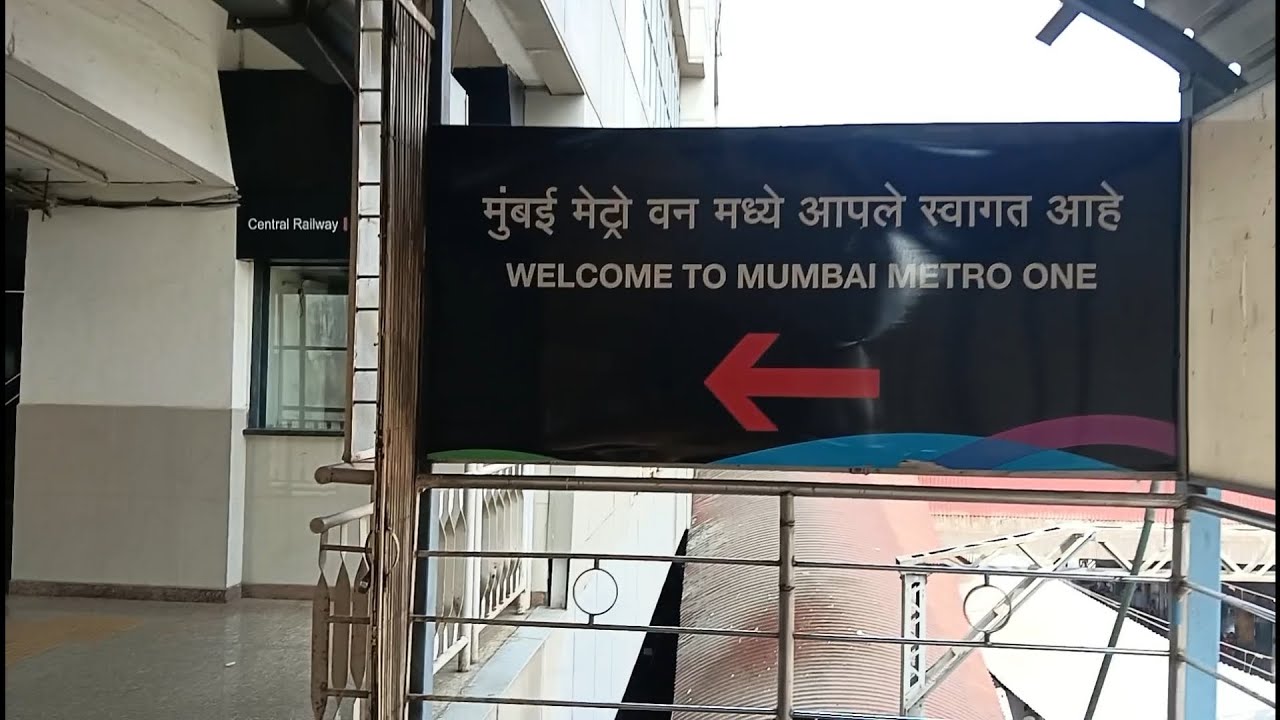 Central Railway
मुंबई मेट्रो वन मध्ये आपले स्वागत आहे
WELCOME TO MUMBAI METRO ONE